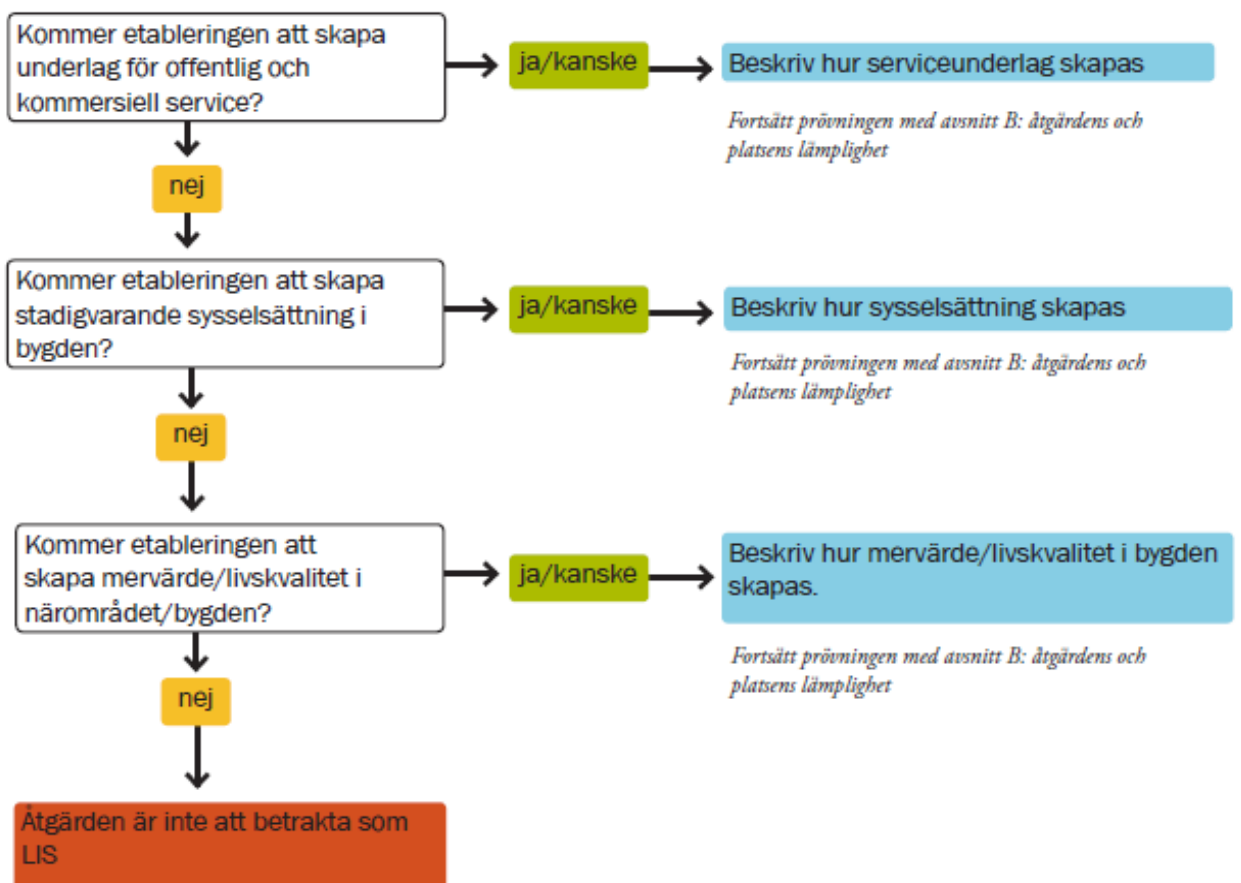 Kommer etableringen att skapa
underlag för offentlig och
kommersiell service?
ja/kanske
Beskriv hur serviceunderlag skapas
Fortsätt prövningen med avsnitt B: åtgärdens och
platsens lämplighet
nej
Kommer etableringen att skapa
stadigvarande sysselsättning i
bygden?
ja/kanske
Beskriv hur sysselsättning skapas
Fortsätt prövningen med avsnitt B: åtgärdens och
platsens lämplighet
nej
Kommer etableringen att
skapa mervärde/livskvalitet i
närområdet/bygden?
ja/kanske
Beskriv hur mervärde/livskvalitet i bygden
skapas.
Fortsätt prövningen med avsnitt B: åtgärdens och
platsens lämplighet
nej
Åtgärden är inte att betrakta som
LIS